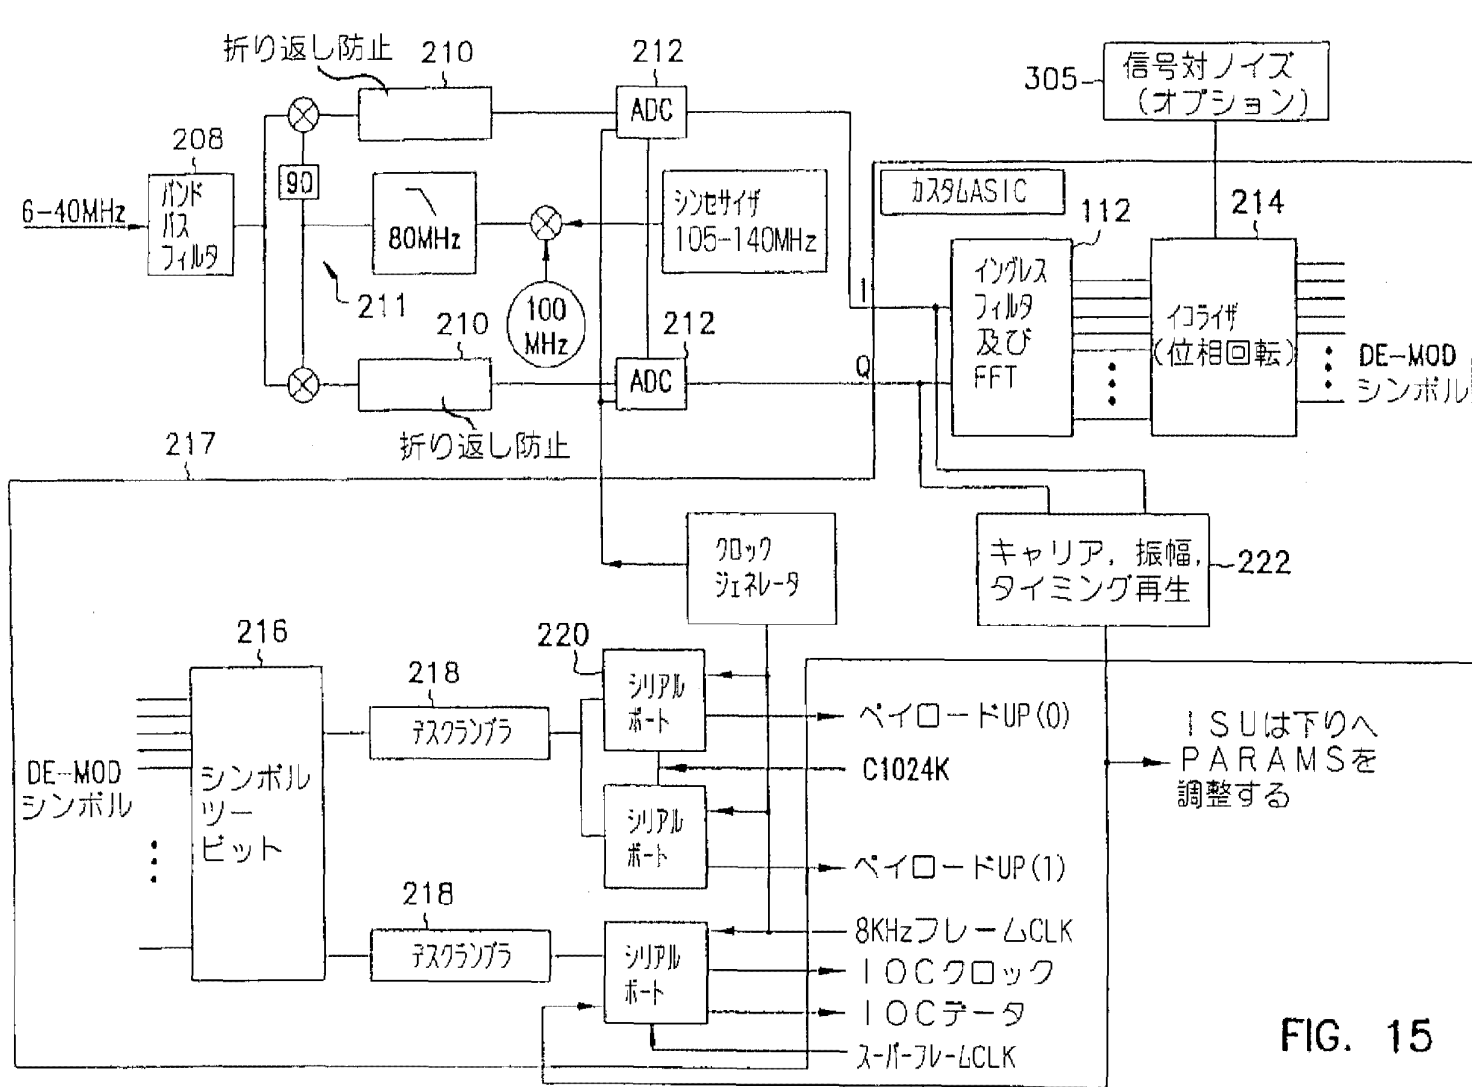 折り返し防止
210
212
ADC
305
信号対ノイズ
(オプション)
208
バンド
パス
フィルタ
6-40MHz
90
80MHz
シンセサイザ
105-140MHz
100
MHz
211
カスタムASIC
112
214
イングレス
フィルタ
及び
FFT
イコライザ
(位相回転)
DE-MOD
シンボル
I
Q
210
212
ADC
折り返し防止
217
クロック
ジェネレータ
キャリア,振幅,
タイミング再生
222
216
218
220
DE-MOD
シンボル
シンボル
ツー
ビット
デスクランブラ
シリアル
ポート
ペイロードUP(0)
C1024K
シリアル
ポート
ペイロードUP(1)
ISUは下りへ
PARAMSを
調整する
218
デスクランブラ
シリアル
ポート
8KHzフレームCLK
IOCクロック
IOCデータ
スーパーフレームCLK
FIG. 15